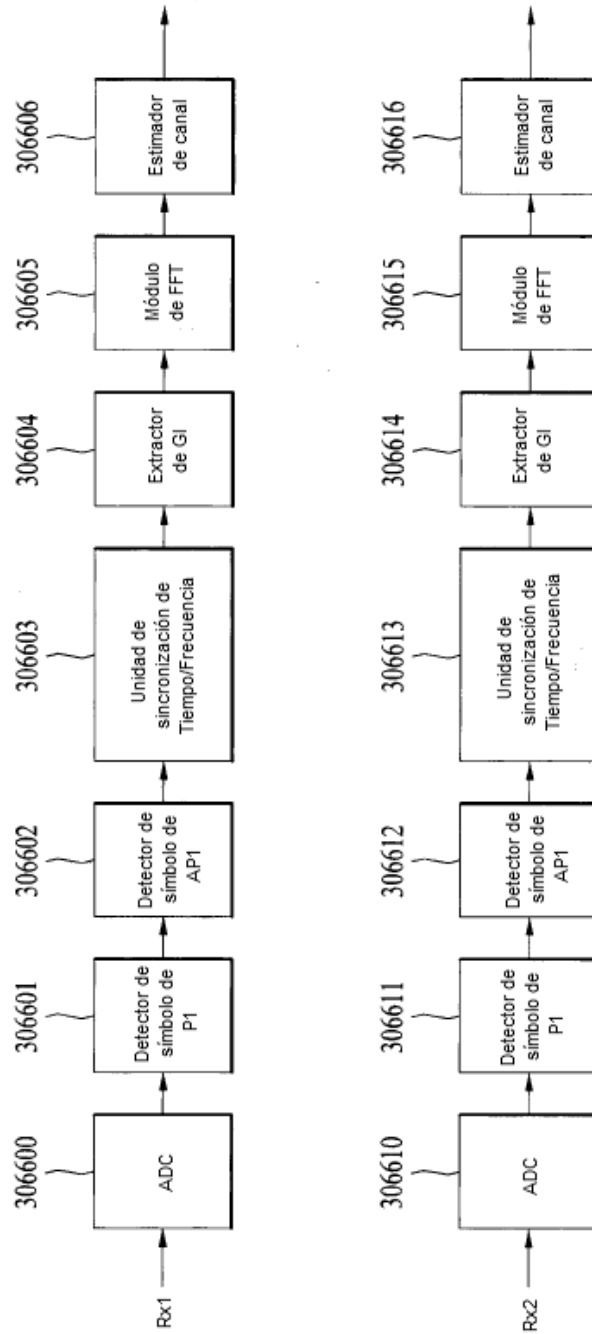 306600
306601
306602
306603
306604
306605
306606
Rx1
ADC
Detector de
símbolo de
P1
Detector de
símbolo de
AP1
Unidad de
sincronización de
Tiempo/Frecuencia
Extractor
de GI
Módulo
de FFT
Estimador
de canal
306610
306611
306612
306613
306614
306615
306616
Rx2
ADC
Detector de
símbolo de
P1
Detector de
símbolo de
AP1
Unidad de
sincronización de
Tiempo/Frecuencia
Extractor
de GI
Módulo
de FFT
Estimador
de canal